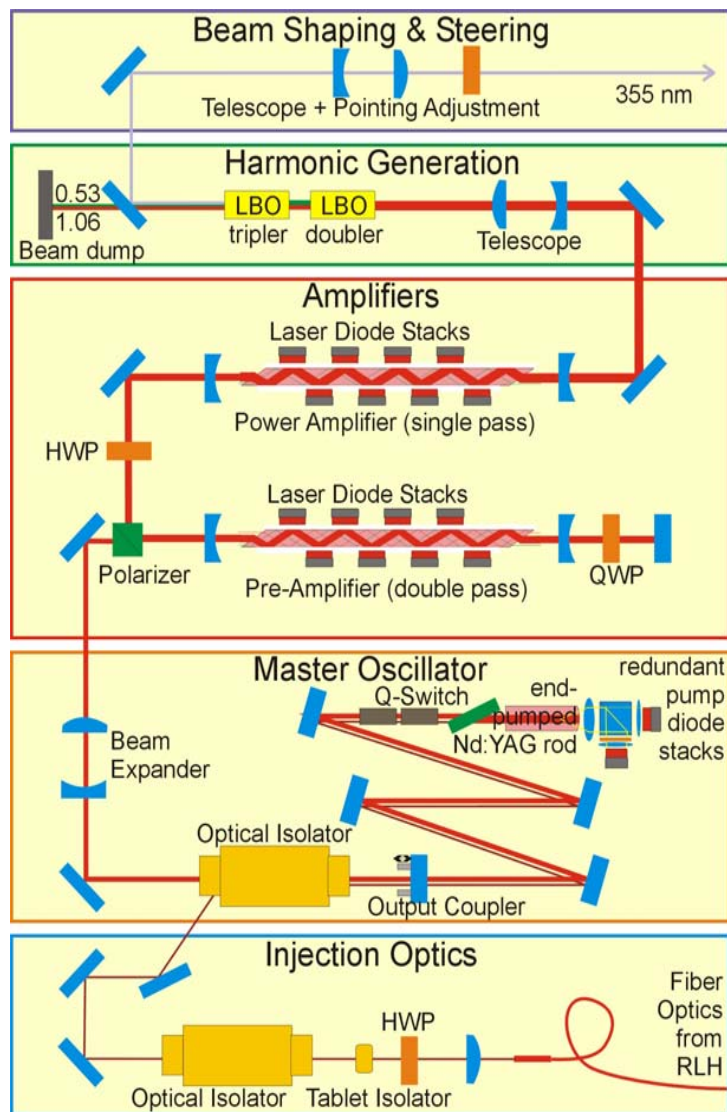 Beam Shaping & Steering
Telescope + Pointing Adjustment
355 nm
Harmonic Generation
0.53
1.06
Beam dump
LBO
LBO
tripler
doubler
Telescope
Amplifiers
Laser Diode Stacks
Power Amplifier (single pass)
HWP
Laser Diode Stacks
Polarizer
Pre-Amplifier (double pass)
QWP
Master Oscillator
Q-Switch
end-
pumped
Nd:YAG rod
redundant
pump
diode
stacks
Beam
Expander
Optical Isolator
Output Coupler
Injection Optics
HWP
Fiber
Optics
from
RLH
Optical Isolator
Tablet Isolator